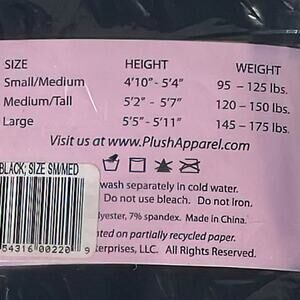 SIZE HEIGHT WEIGHT
Small/Medium 4'10" - 5'4" 95 - 125 lbs.
Medium/Tall 5'2" - 5'7" 120 - 150 lbs.
Large 5'5" - 5'11" 145 - 175 lbs.
Visit us at www.PlushApparel.com
BLACK; SIZE SM/MED
wash separately in cold water.
Do not use bleach. Do not iron.
lyester, 7% spandex. Made in China.
nted on partially recycled paper.
terprises, LLC. All Rights Reserved.
54316 00220 9